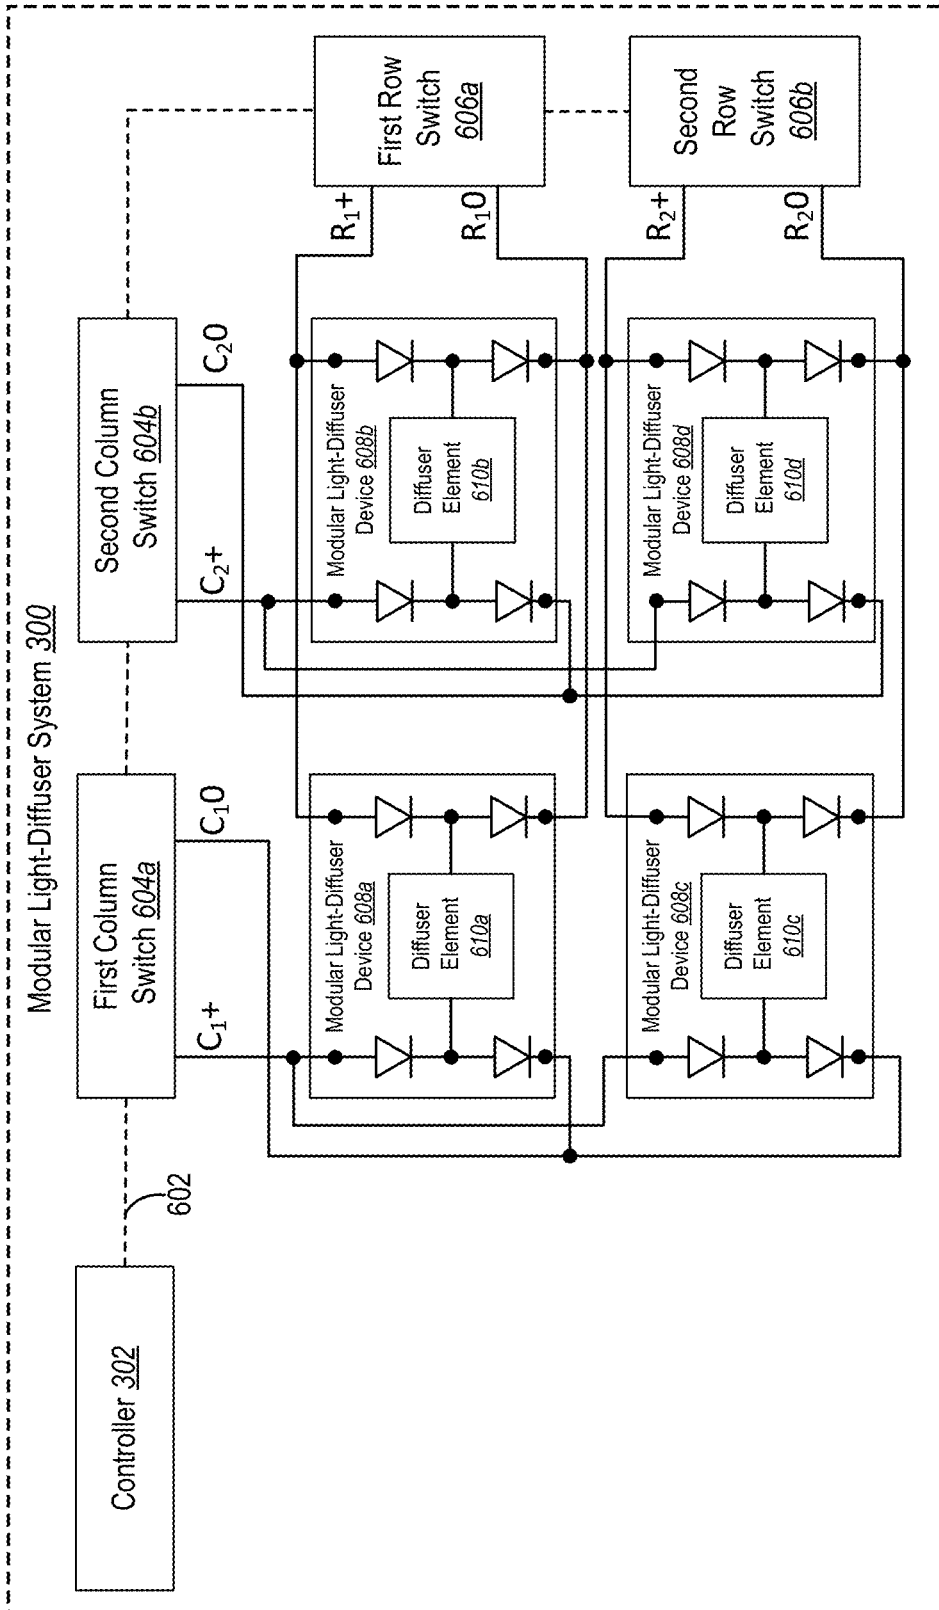 Modular Light-Diffuser System 300
Controller 302
602
First Column
Switch 604a
C₁+
C₁0
Second Column
Switch 604b
C₂+
C₂0
First Row
Switch
606a
R₁+
R₁0
Second
Row
Switch
606b
R₂+
R₂0
Modular Light-Diffuser
Device 608a
Diffuser
Element
610a
Modular Light-Diffuser
Device 608b
Diffuser
Element
610b
Modular Light-Diffuser
Device 608c
Diffuser
Element
610c
Modular Light-Diffuser
Device 608d
Diffuser
Element
610d